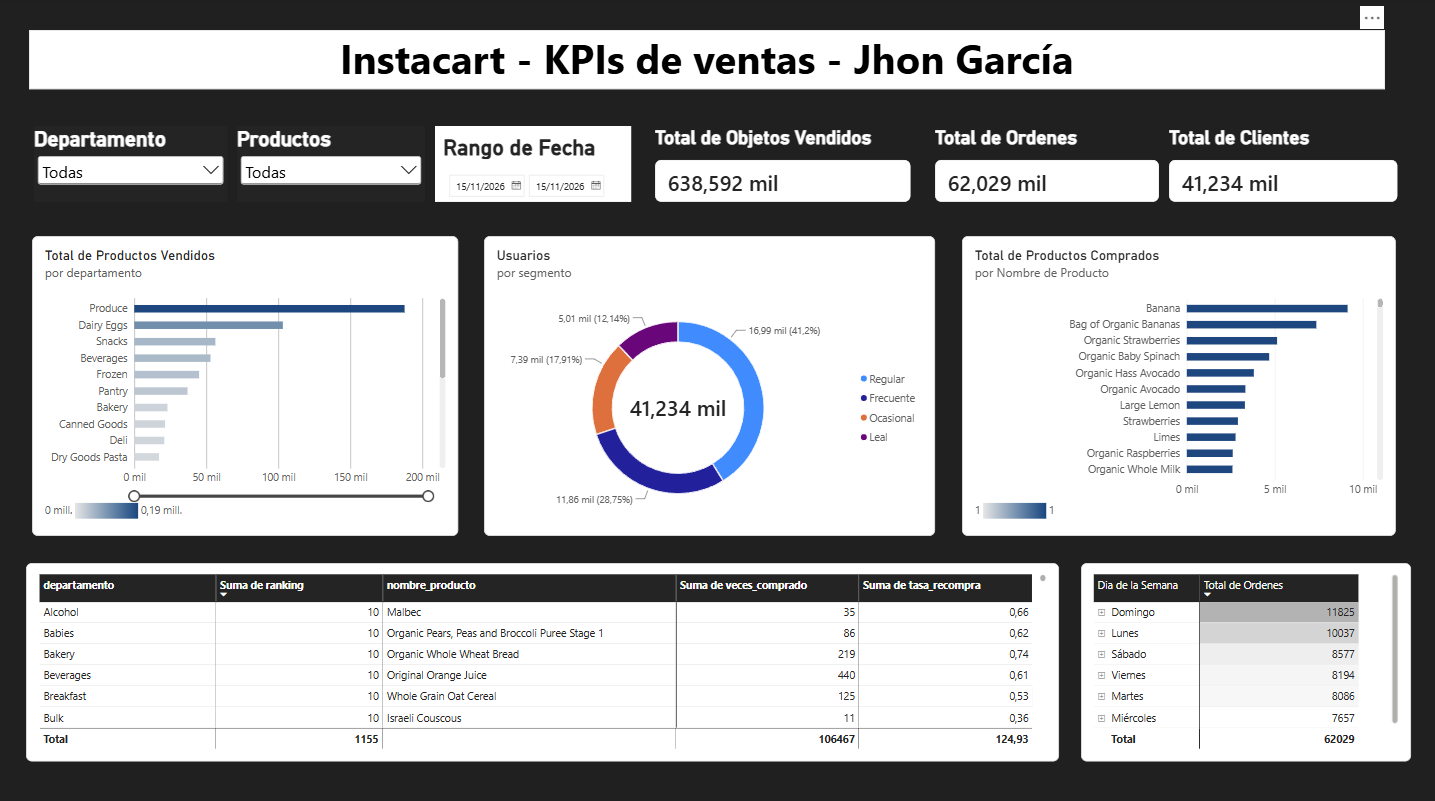 Instacart - KPIs de ventas - Jhon García
Departamento
Todas
Productos
Todas
Rango de Fecha
15/11/2026 15/11/2026
Total de Objetos Vendidos
638,592 mil
Total de Ordenes
62,029 mil
Total de Clientes
41,234 mil
Total de Productos Vendidos
por departamento
Produce
Dairy Eggs
Snacks
Beverages
Frozen
Pantry
Bakery
Canned Goods
Deli
Dry Goods Pasta
0 mil 50 mil 100 mil 150 mil 200 mil
0 mill. 0,19 mill.
Usuarios
por segmento
5,01 mil (12,14%)
16,99 mil (41,2%)
7,39 mil (17,91%)
41,234 mil
11,86 mil (28,75%)
Regular
Frecuente
Ocasional
Leal
Total de Productos Comprados
por Nombre de Producto
Banana
Bag of Organic Bananas
Organic Strawberries
Organic Baby Spinach
Organic Hass Avocado
Organic Avocado
Large Lemon
Strawberries
Limes
Organic Raspberries
Organic Whole Milk
0 mil 5 mil 10 mil
1 1
departamento Suma de ranking nombre_producto Suma de veces_comprado Suma de tasa_recompra
Alcohol 10 Malbec 35 0,66
Babies 10 Organic Pears, Peas and Broccoli Puree Stage 1 86 0,62
Bakery 10 Organic Whole Wheat Bread 219 0,74
Beverages 10 Original Orange Juice 440 0,61
Breakfast 10 Whole Grain Oat Cereal 125 0,53
Bulk 10 Israeli Couscous 11 0,36
Total 1155 106467 124,93
Dia de la Semana Total de Ordenes
Domingo 11825
Lunes 10037
Sábado 8577
Viernes 8194
Martes 8086
Miércoles 7657
Total 62029